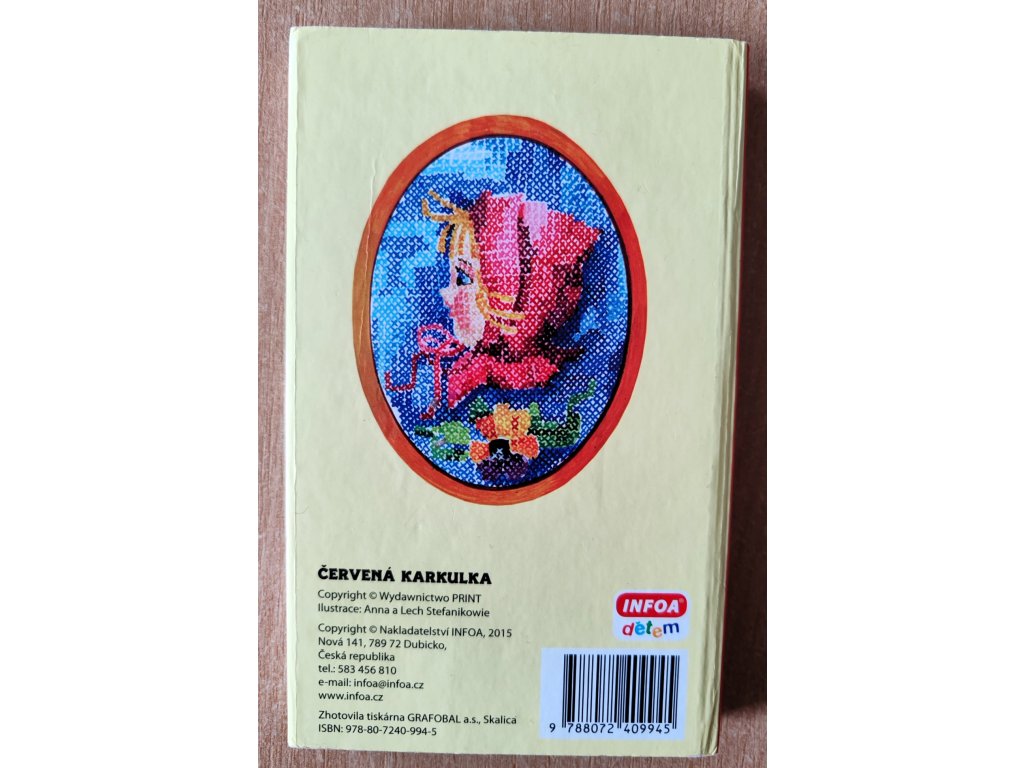 ČERVENÁ KARKULKA
Copyright © Wydawnictwo PRINT
Ilustrace: Anna a Lech Stefanikowie
Copyright © Nakladatelství INFOA, 2015
Nová 141, 789 72 Dubicko,
Česká republika
tel.: 583 456 810
e-mail: infoa@infoa.cz
www.infoa.cz
Zhotovila tiskárna GRAFOBAL a.s., Skalica
ISBN: 978-80-7240-994-5
INFOA®
dětem
9 788072 409945